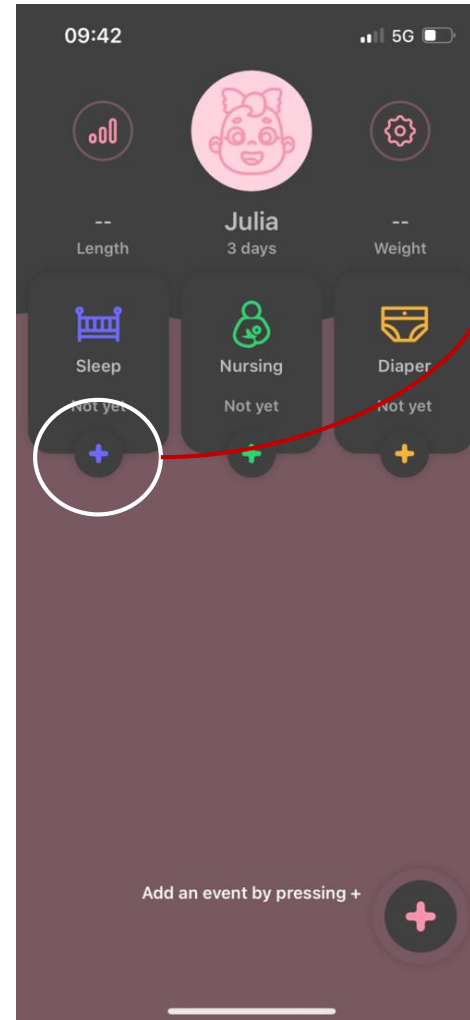 09:42 5G
Julia
-- --
Length 3 days Weight
Sleep Nursing Diaper
Not yet Not yet Not yet
Add an event by pressing +